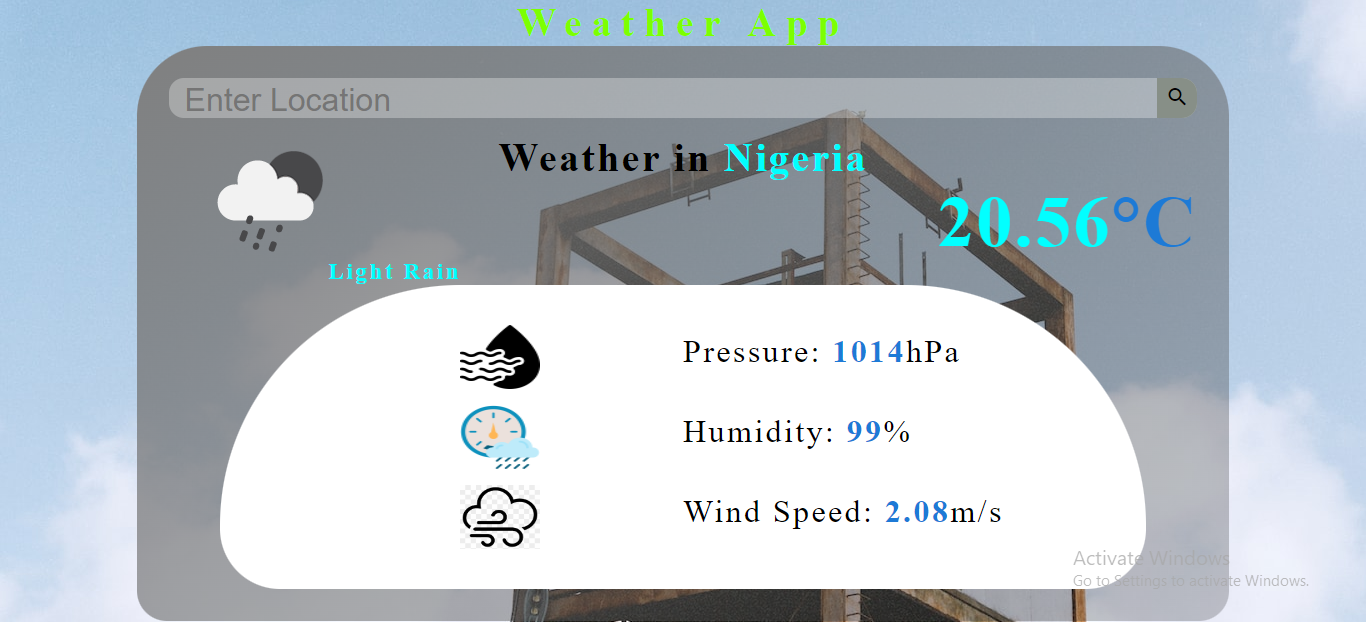 Weather App
Enter Location
Weather in Nigeria
20.56°C
Light Rain
Pressure: 1014hPa
Humidity: 99%
Wind Speed: 2.08m/s
Activate Windows
Go to Settings to activate Windows.